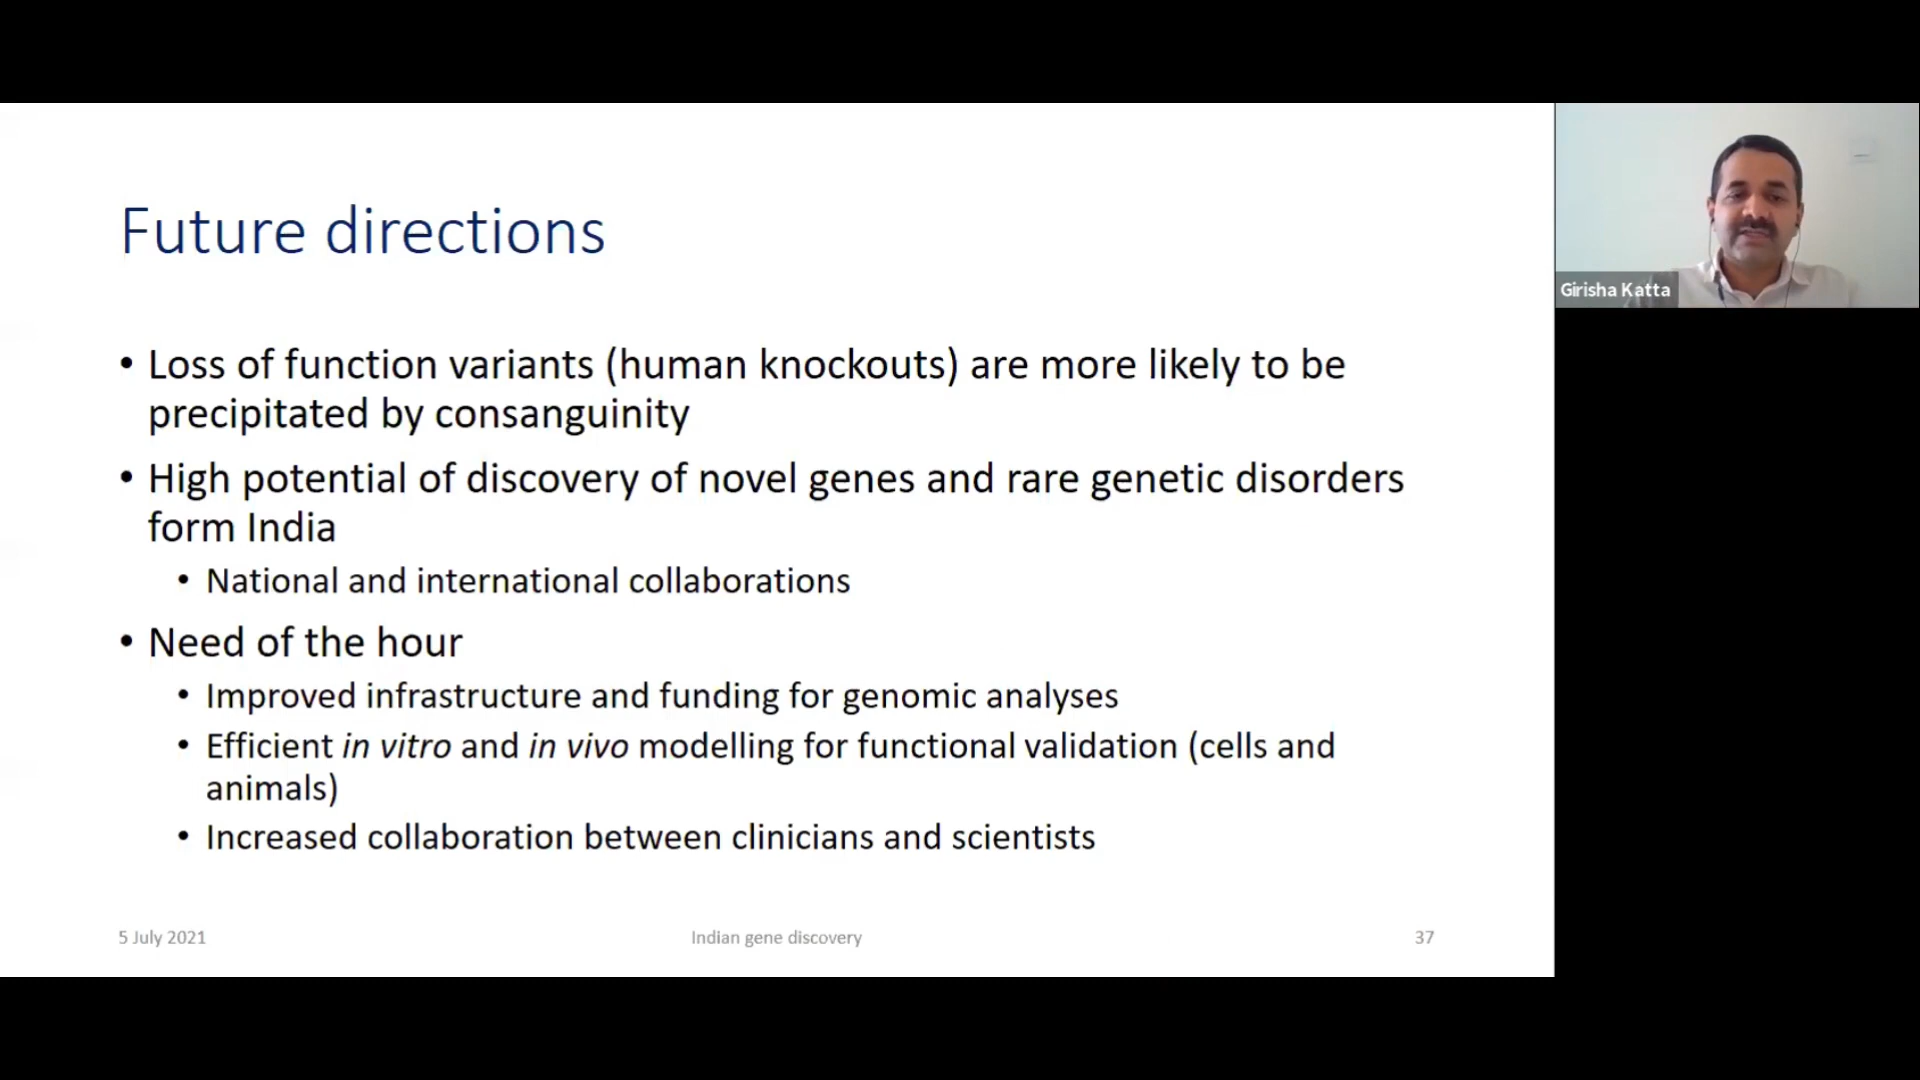 Future directions
Girisha Katta
• Loss of function variants (human knockouts) are more likely to be
precipitated by consanguinity
• High potential of discovery of novel genes and rare genetic disorders
form India
• National and international collaborations
• Need of the hour
• Improved infrastructure and funding for genomic analyses
• Efficient in vitro and in vivo modelling for functional validation (cells and
animals)
• Increased collaboration between clinicians and scientists
5 July 2021
Indian gene discovery
37